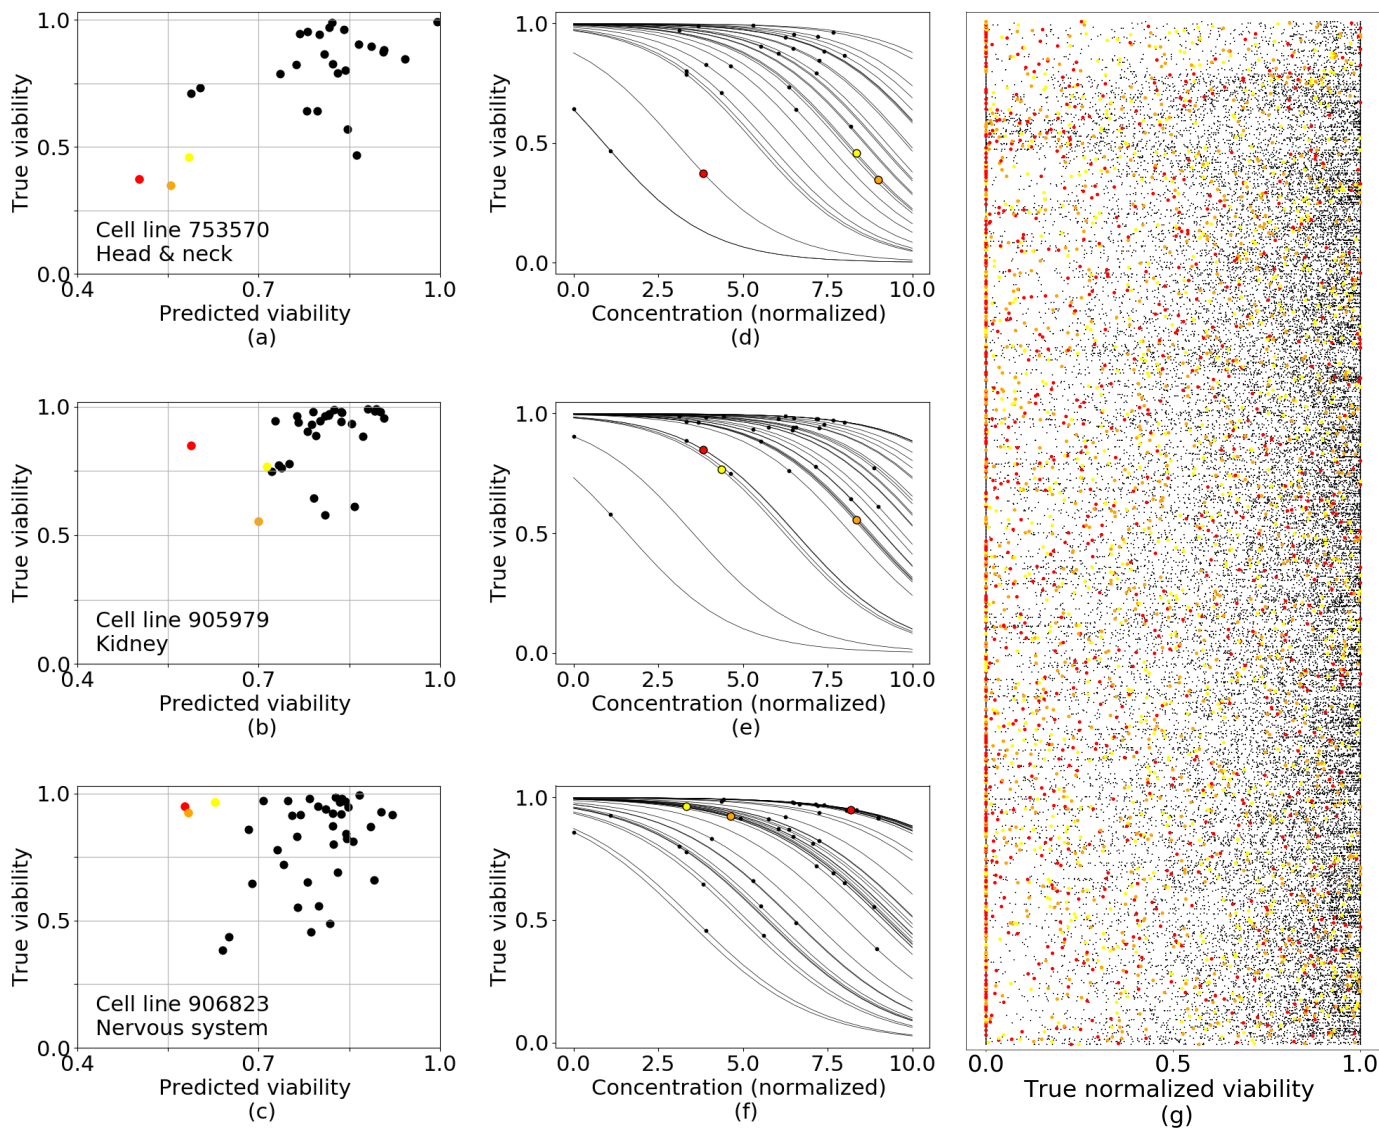 True viability
1.0
0.5
0.0
Cell line 753570
Head & neck
0.4
0.7
1.0
Predicted viability
(a)
True viability
1.0
0.5
0.0
0.0
2.5
5.0
7.5
10.0
Concentration (normalized)
(d)
True viability
1.0
0.5
0.0
Cell line 905979
Kidney
0.4
0.7
1.0
Predicted viability
(b)
True viability
1.0
0.5
0.0
0.0
2.5
5.0
7.5
10.0
Concentration (normalized)
(e)
True viability
1.0
0.5
0.0
Cell line 906823
Nervous system
0.4
0.7
1.0
Predicted viability
(c)
True viability
1.0
0.5
0.0
0.0
2.5
5.0
7.5
10.0
Concentration (normalized)
(f)
0.0
0.5
1.0
True normalized viability
(g)